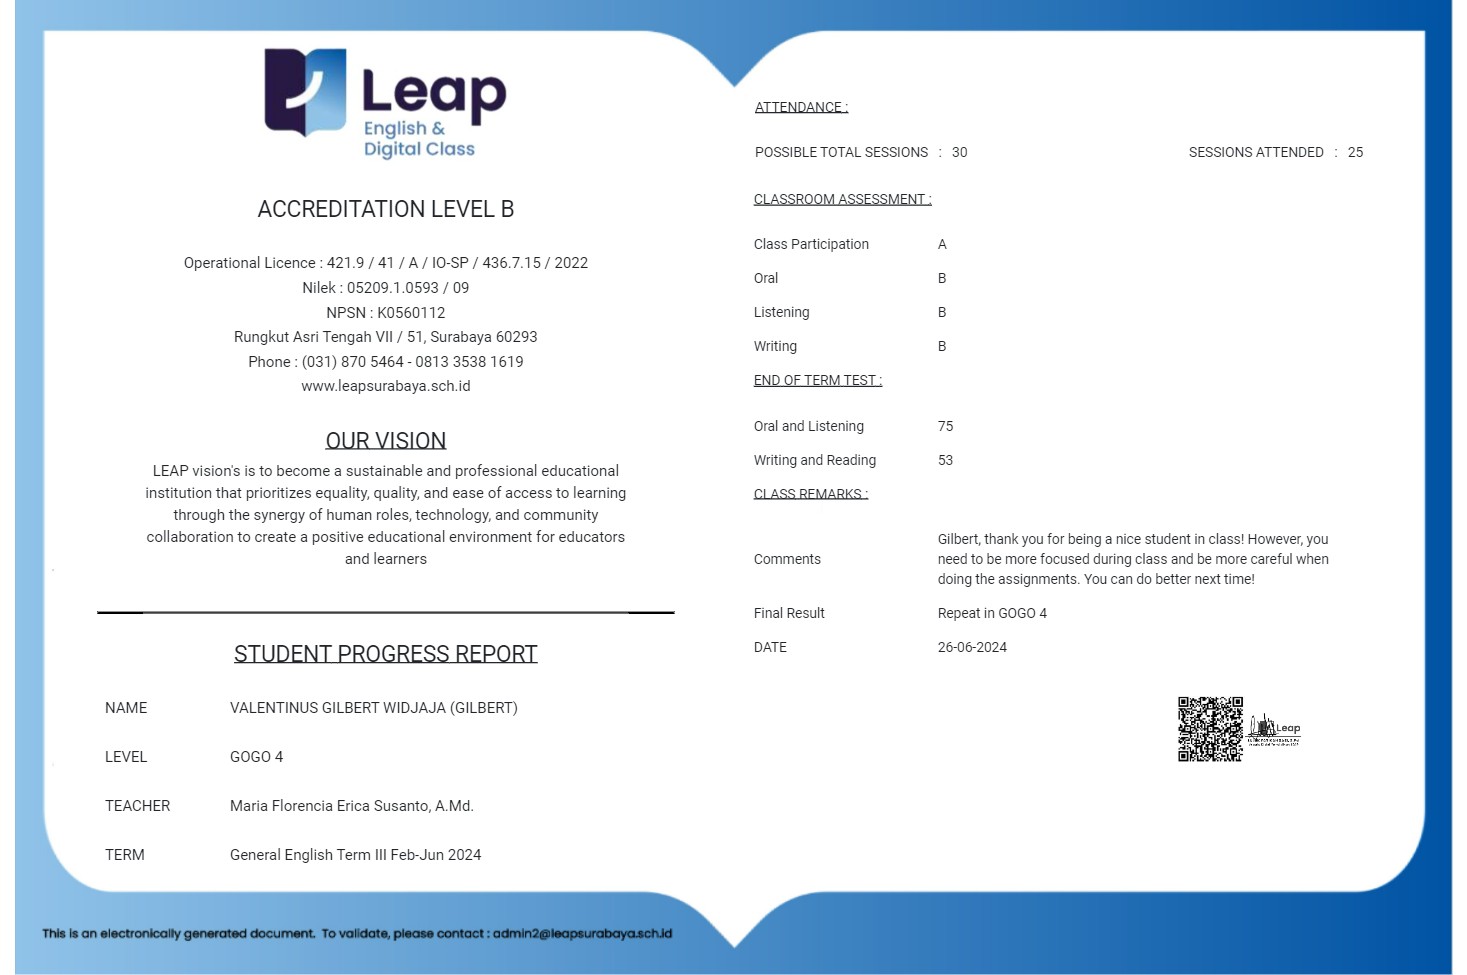 Leap
English &
Digital Class
ACCREDITATION LEVEL B
Operational Licence : 421.9 / 41 / A / IO-SP / 436.7.15 / 2022
Nilek : 05209.1.0593 / 09
NPSN : K0560112
Rungkut Asri Tengah VII / 51, Surabaya 60293
Phone : (031) 870 5464 - 0813 3538 1619
www.leapsurabaya.sch.id
OUR VISION
LEAP vision's is to become a sustainable and professional educational
institution that prioritizes equality, quality, and ease of access to learning
through the synergy of human roles, technology, and community
collaboration to create a positive educational environment for educators
and learners
STUDENT PROGRESS REPORT
NAME VALENTINUS GILBERT WIDJAJA (GILBERT)
LEVEL GOGO 4
TEACHER Maria Florencia Erica Susanto, A.Md.
TERM General English Term III Feb-Jun 2024
ATTENDANCE :
POSSIBLE TOTAL SESSIONS : 30 SESSIONS ATTENDED : 25
CLASSROOM ASSESSMENT :
Class Participation A
Oral B
Listening B
Writing B
END OF TERM TEST :
Oral and Listening 75
Writing and Reading 53
CLASS REMARKS :
Gilbert, thank you for being a nice student in class! However, you
Comments need to be more focused during class and be more careful when
doing the assignments. You can do better next time!
Final Result Repeat in GOGO 4
DATE 26-06-2024
Leap
This is an electronically generated document. To validate, please contact : admin2@leapsurabaya.sch.id